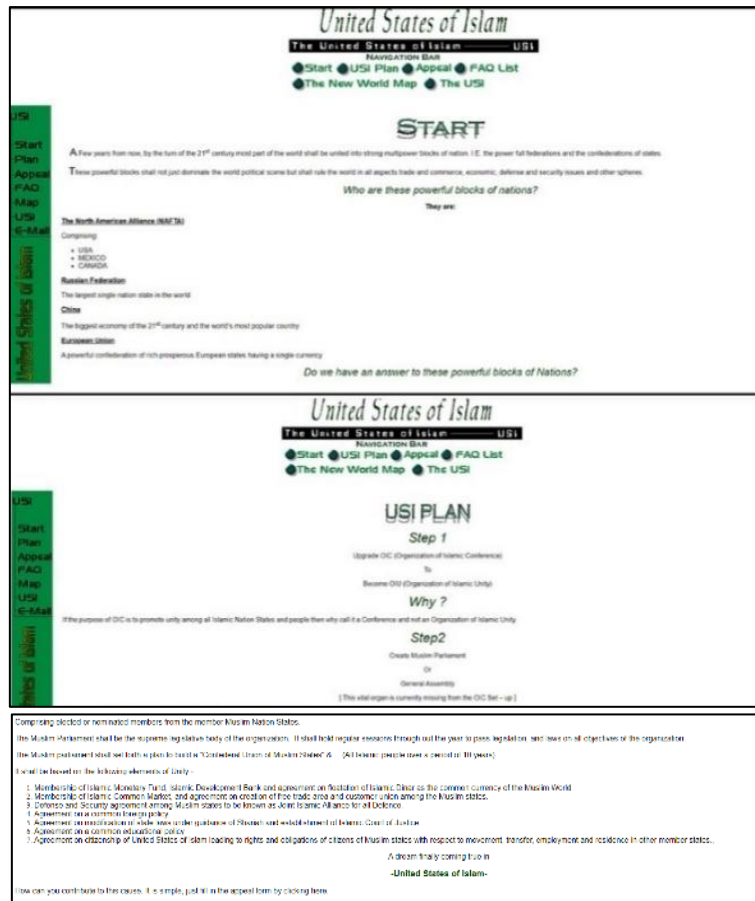 United States of Islam
The United States of Islam ——— USI
NAVIGATION BAR
Start USI Plan Appeal FAQ List
The New World Map The USI
USI
Start
Plan
Appeal
FAQ
Map
USI
E-Mail
United States of Islam
START
A Few years from now, by the turn of the 21st century most part of the world shall be united into strong multipower blocks of nation. I.E. the power full federations and the confederations of states.
These powerful blocks shall not just dominate the world political scene but shall rule the world in all aspects trade and commerce, economic, defense and security issues and other spheres.
Who are these powerful blocks of nations?
They are:
The North American Alliance (NAFTA)
Comprising:
• USA
• MEXICO
• CANADA
Russian Federation
The largest single nation state in the world
China
The biggest economy of the 21st century and the world's most popular country
European Union
A powerful confederation of rich prosperous European states having a single currency
Do we have an answer to these powerful blocks of Nations?
United States of Islam
The United States of Islam ——— USI
NAVIGATION BAR
Start USI Plan Appeal FAQ List
The New World Map The USI
USI
Start
Plan
Appeal
FAQ
Map
USI
E-Mail
ates of Islam
USI PLAN
Step 1
Upgrade OIC (Organization of Islamic Conference)
To
Become OIU (Organization of Islamic Unity)
Why ?
If the purpose of OIC is to promote unity among all Islamic Nation States and people then why call it a Conference and not an Organization of Islamic Unity
Step2
Create Muslim Parliament
Or
General Assembly
[ This vital organ is currently missing from the OIC Set – up ]
Comprising elected or nominated members from the member Muslim Nation States.
The Muslim Parliament shall be the supreme legislative body of the organization. It shall hold regular sessions through out the year to pass legislation, and laws on all objectives of the organization
The Muslim parliament shall set forth a plan to build a "Confederal Union of Muslim States" & (All Islamic people over a period of 10 years)
It shall be based on the following elements of Unity -
1. Membership of Islamic Monetary Fund, Islamic Development Bank and agreement on floatation of Islamic Dinar as the common currency of the Muslim World
2. Membership of Islamic Common Market, and agreement on creation of free trade area and customer union among the Muslim states.
3. Defense and Security agreement among Muslim states to be known as Joint Islamic Alliance for all Defence.
4. Agreement on a common foreign policy
5. Agreement on modification of state laws under guidance of Shariah and establishment of Islamic Court of Justice
6. Agreement on a common educational policy
7. Agreement on citizenship of United States of Islam leading to rights and obligations of citizens of Muslim states with respect to movement, transfer, employment and residence in other member states..
A dream finally coming true in
-United States of Islam-
How can you contribute to this cause. It is simple, just fill in the appeal form by clicking here.